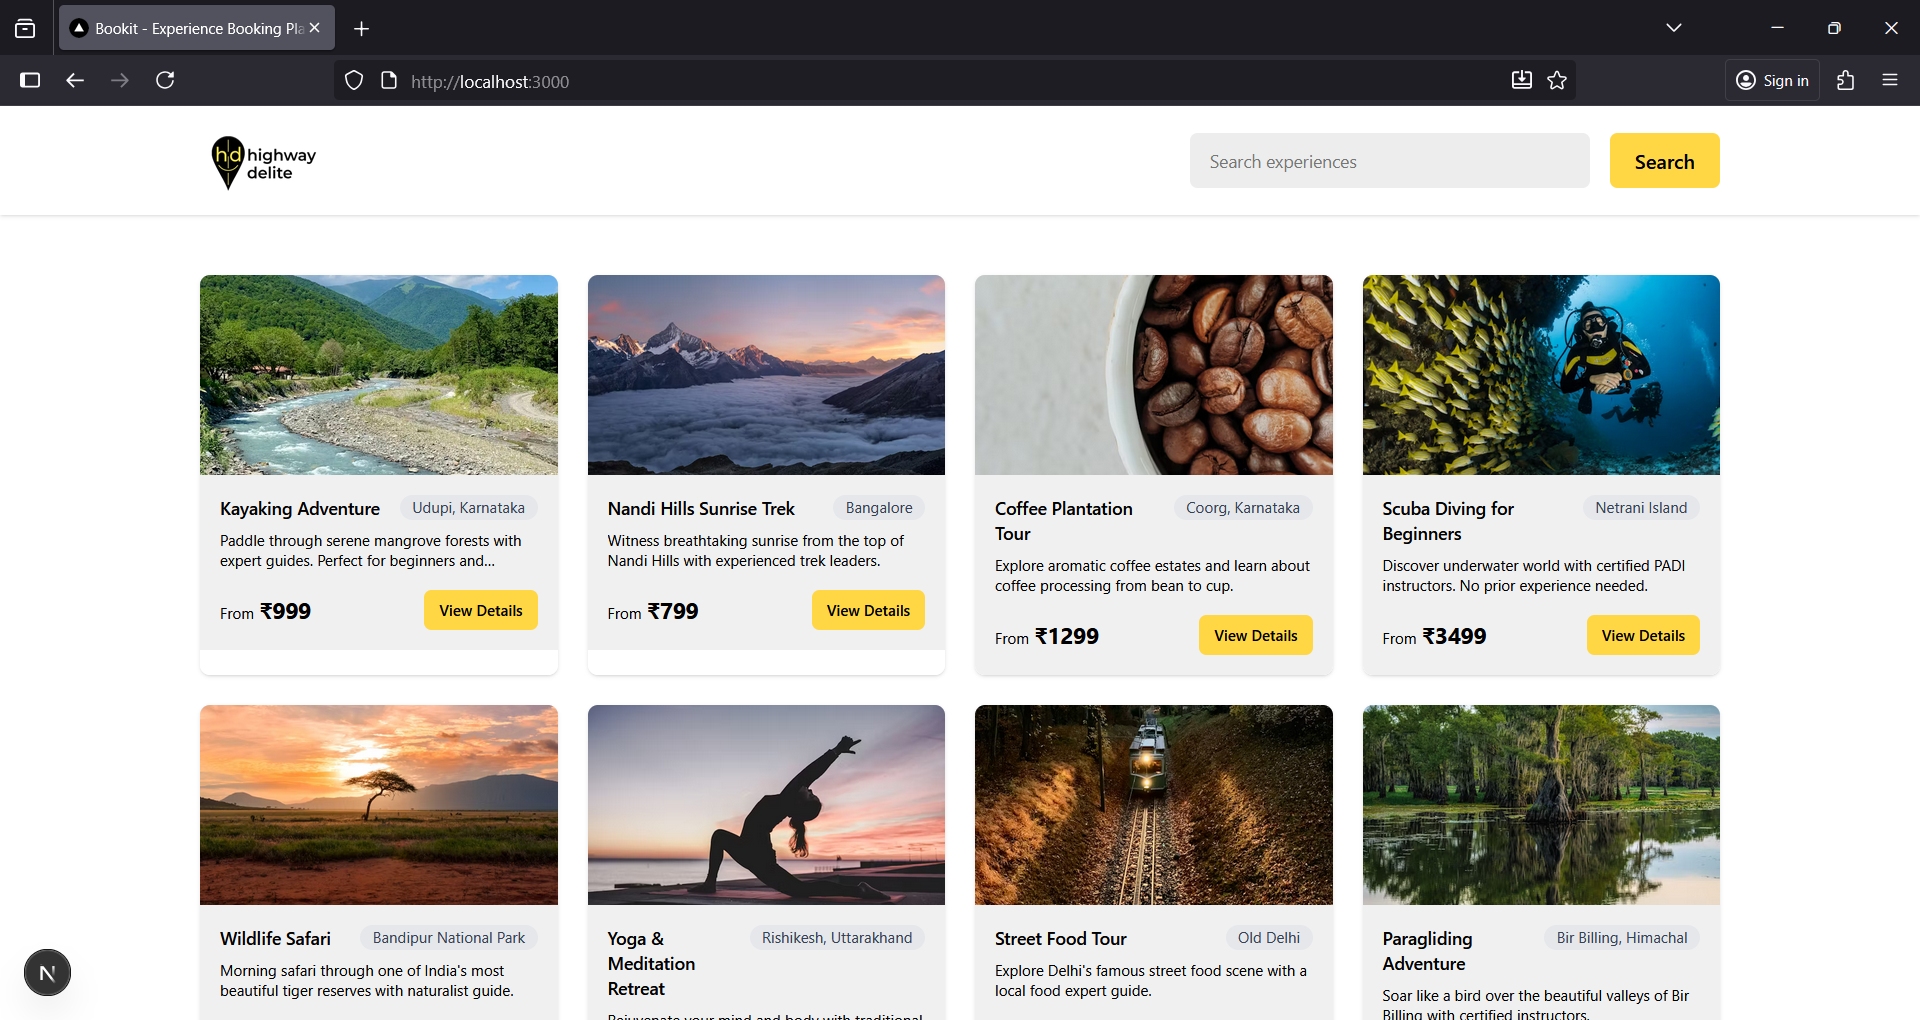 Bookit - Experience Booking Pla
http://localhost:3000
Sign in
hd highway
delite
Search experiences
Search
Kayaking Adventure
Udupi, Karnataka
Paddle through serene mangrove forests with
expert guides. Perfect for beginners and...
From ₹999
View Details
Nandi Hills Sunrise Trek
Bangalore
Witness breathtaking sunrise from the top of
Nandi Hills with experienced trek leaders.
From ₹799
View Details
Coffee Plantation
Tour
Coorg, Karnataka
Explore aromatic coffee estates and learn about
coffee processing from bean to cup.
From ₹1299
View Details
Scuba Diving for
Beginners
Netrani Island
Discover underwater world with certified PADI
instructors. No prior experience needed.
From ₹3499
View Details
Wildlife Safari
Bandipur National Park
Morning safari through one of India's most
beautiful tiger reserves with naturalist guide.
Yoga &
Meditation
Retreat
Rishikesh, Uttarakhand
Rejuvenate your mind and body with traditional
Street Food Tour
Old Delhi
Explore Delhi's famous street food scene with a
local food expert guide.
Paragliding
Adventure
Bir Billing, Himachal
Soar like a bird over the beautiful valleys of Bir
Billing with certified instructors.
N